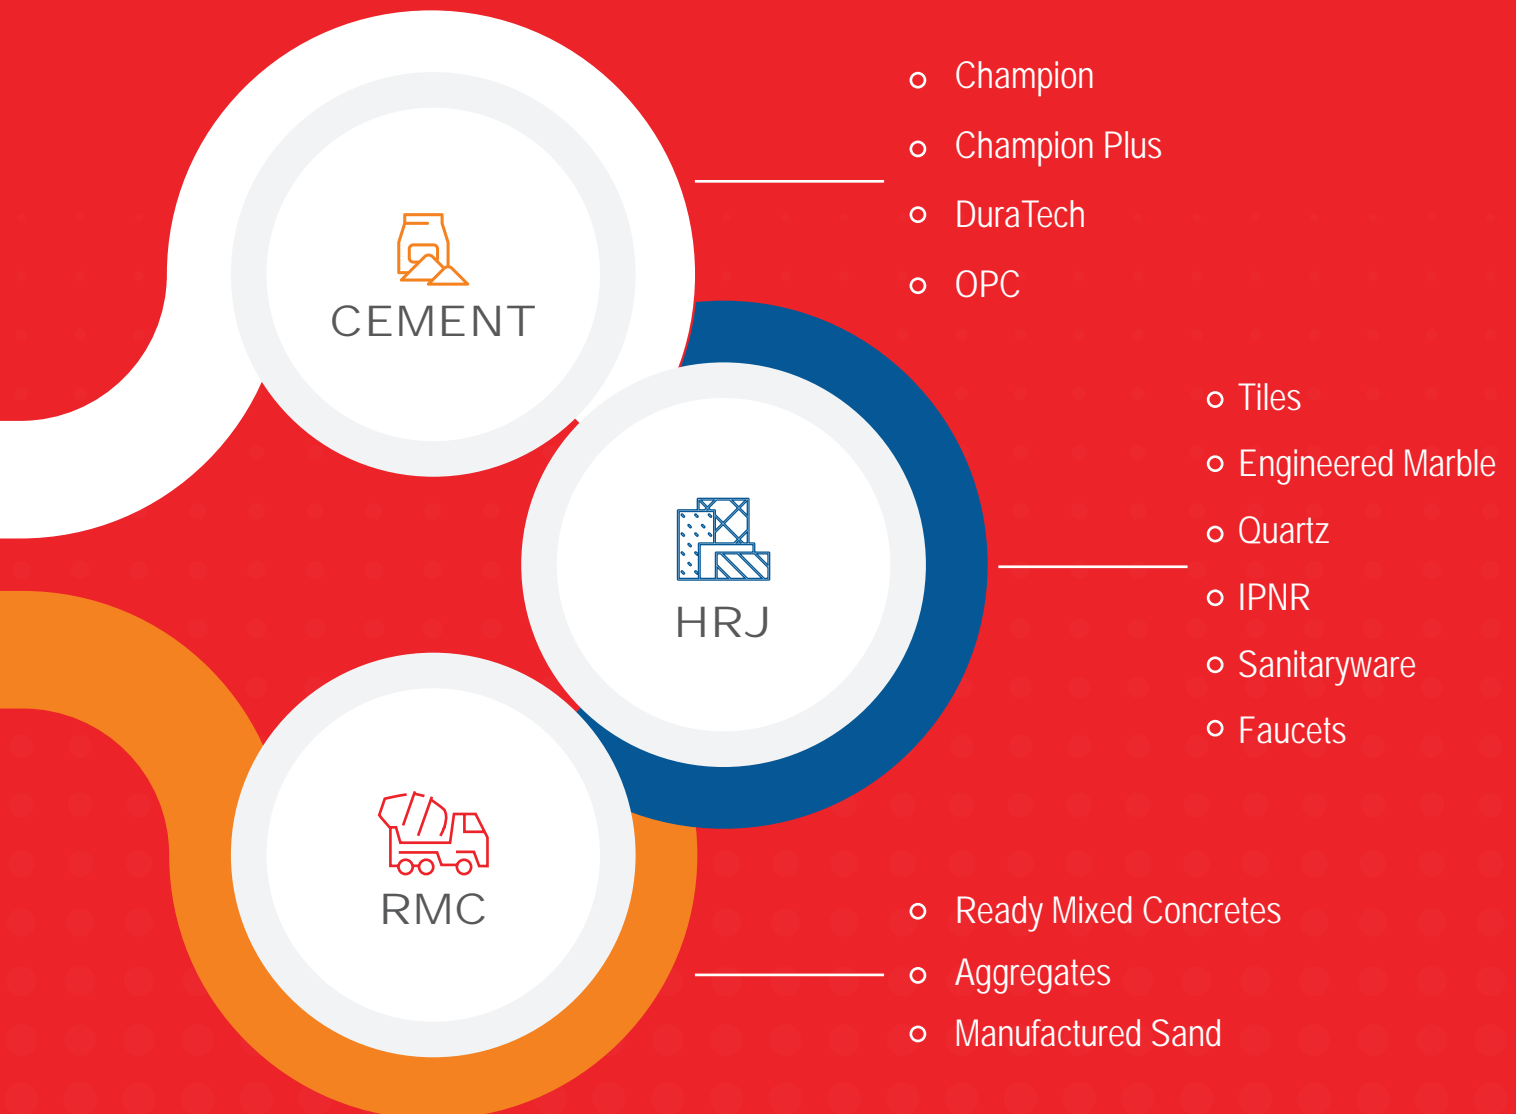 CEMENT
Champion
Champion Plus
DuraTech
OPC
HRJ
Tiles
Engineered Marble
Quartz
IPNR
Sanitaryware
Faucets
RMC
Ready Mixed Concretes
Aggregates
Manufactured Sand